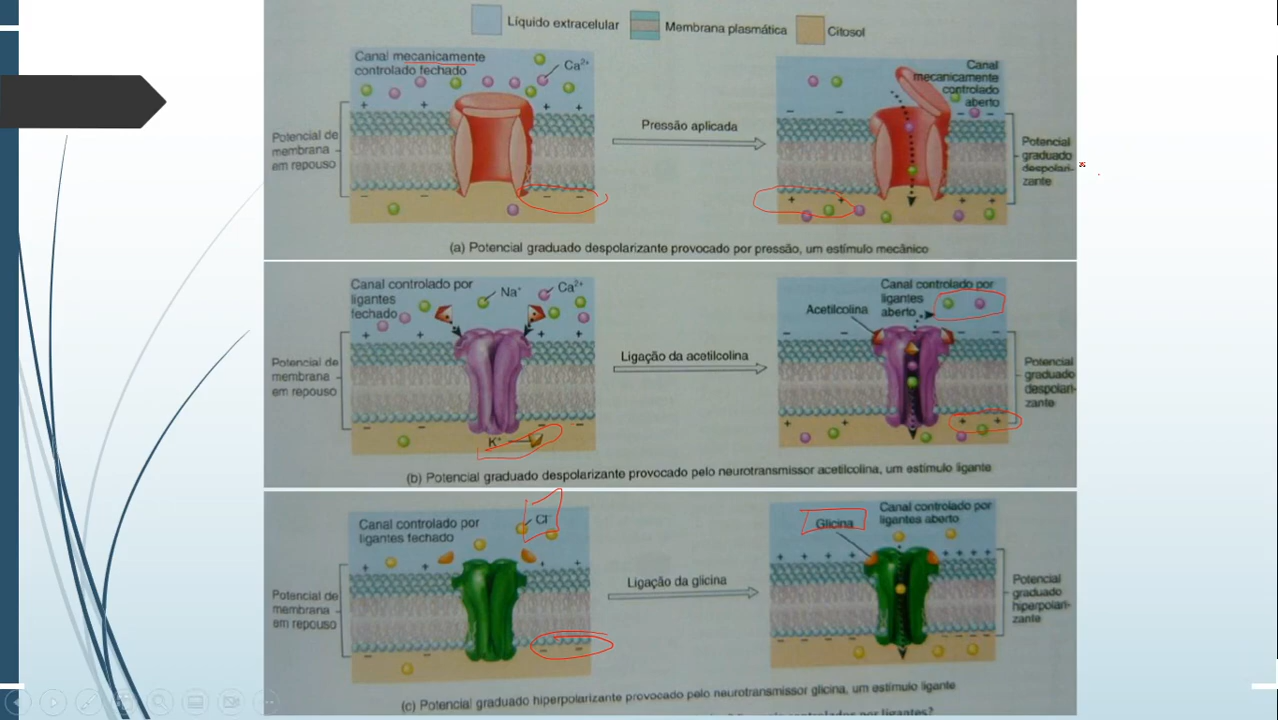 Líquido extracelular
Membrana plasmática
Citosol
Canal mecanicamente
controlado fechado
Ca²⁺
+ +
+ +
Potencial de
membrana
em repouso
− −
− −
Pressão aplicada
Canal
mecanicamente
controlado
aberto
− −
− −
Potencial
graduado
despolari-
zante
+ +
+ +
(a) Potencial graduado despolarizante provocado por pressão, um estímulo mecânico
Canal controlado por
ligantes
fechado
Na⁺
Ca²⁺
+ +
+ +
Potencial de
membrana
em repouso
− −
− −
K⁺
Ligação da acetilcolina
Canal controlado por
ligantes
aberto
Acetilcolina
− −
− −
Potencial
graduado
despolari-
zante
+ +
+ +
(b) Potencial graduado despolarizante provocado pelo neurotransmissor acetilcolina, um estímulo ligante
Canal controlado por
ligantes fechado
Cl⁻
+ +
+ +
Potencial de
membrana
em repouso
− −
− −
Ligação da glicina
Glicina
Canal controlado por
ligantes aberto
+ + + +
+ + + +
Potencial
graduado
hiperpolari-
zante
− − − −
− − − −
(c) Potencial graduado hiperpolarizante provocado pelo neurotransmissor glicina, um estímulo ligante
controlados por ligantes?